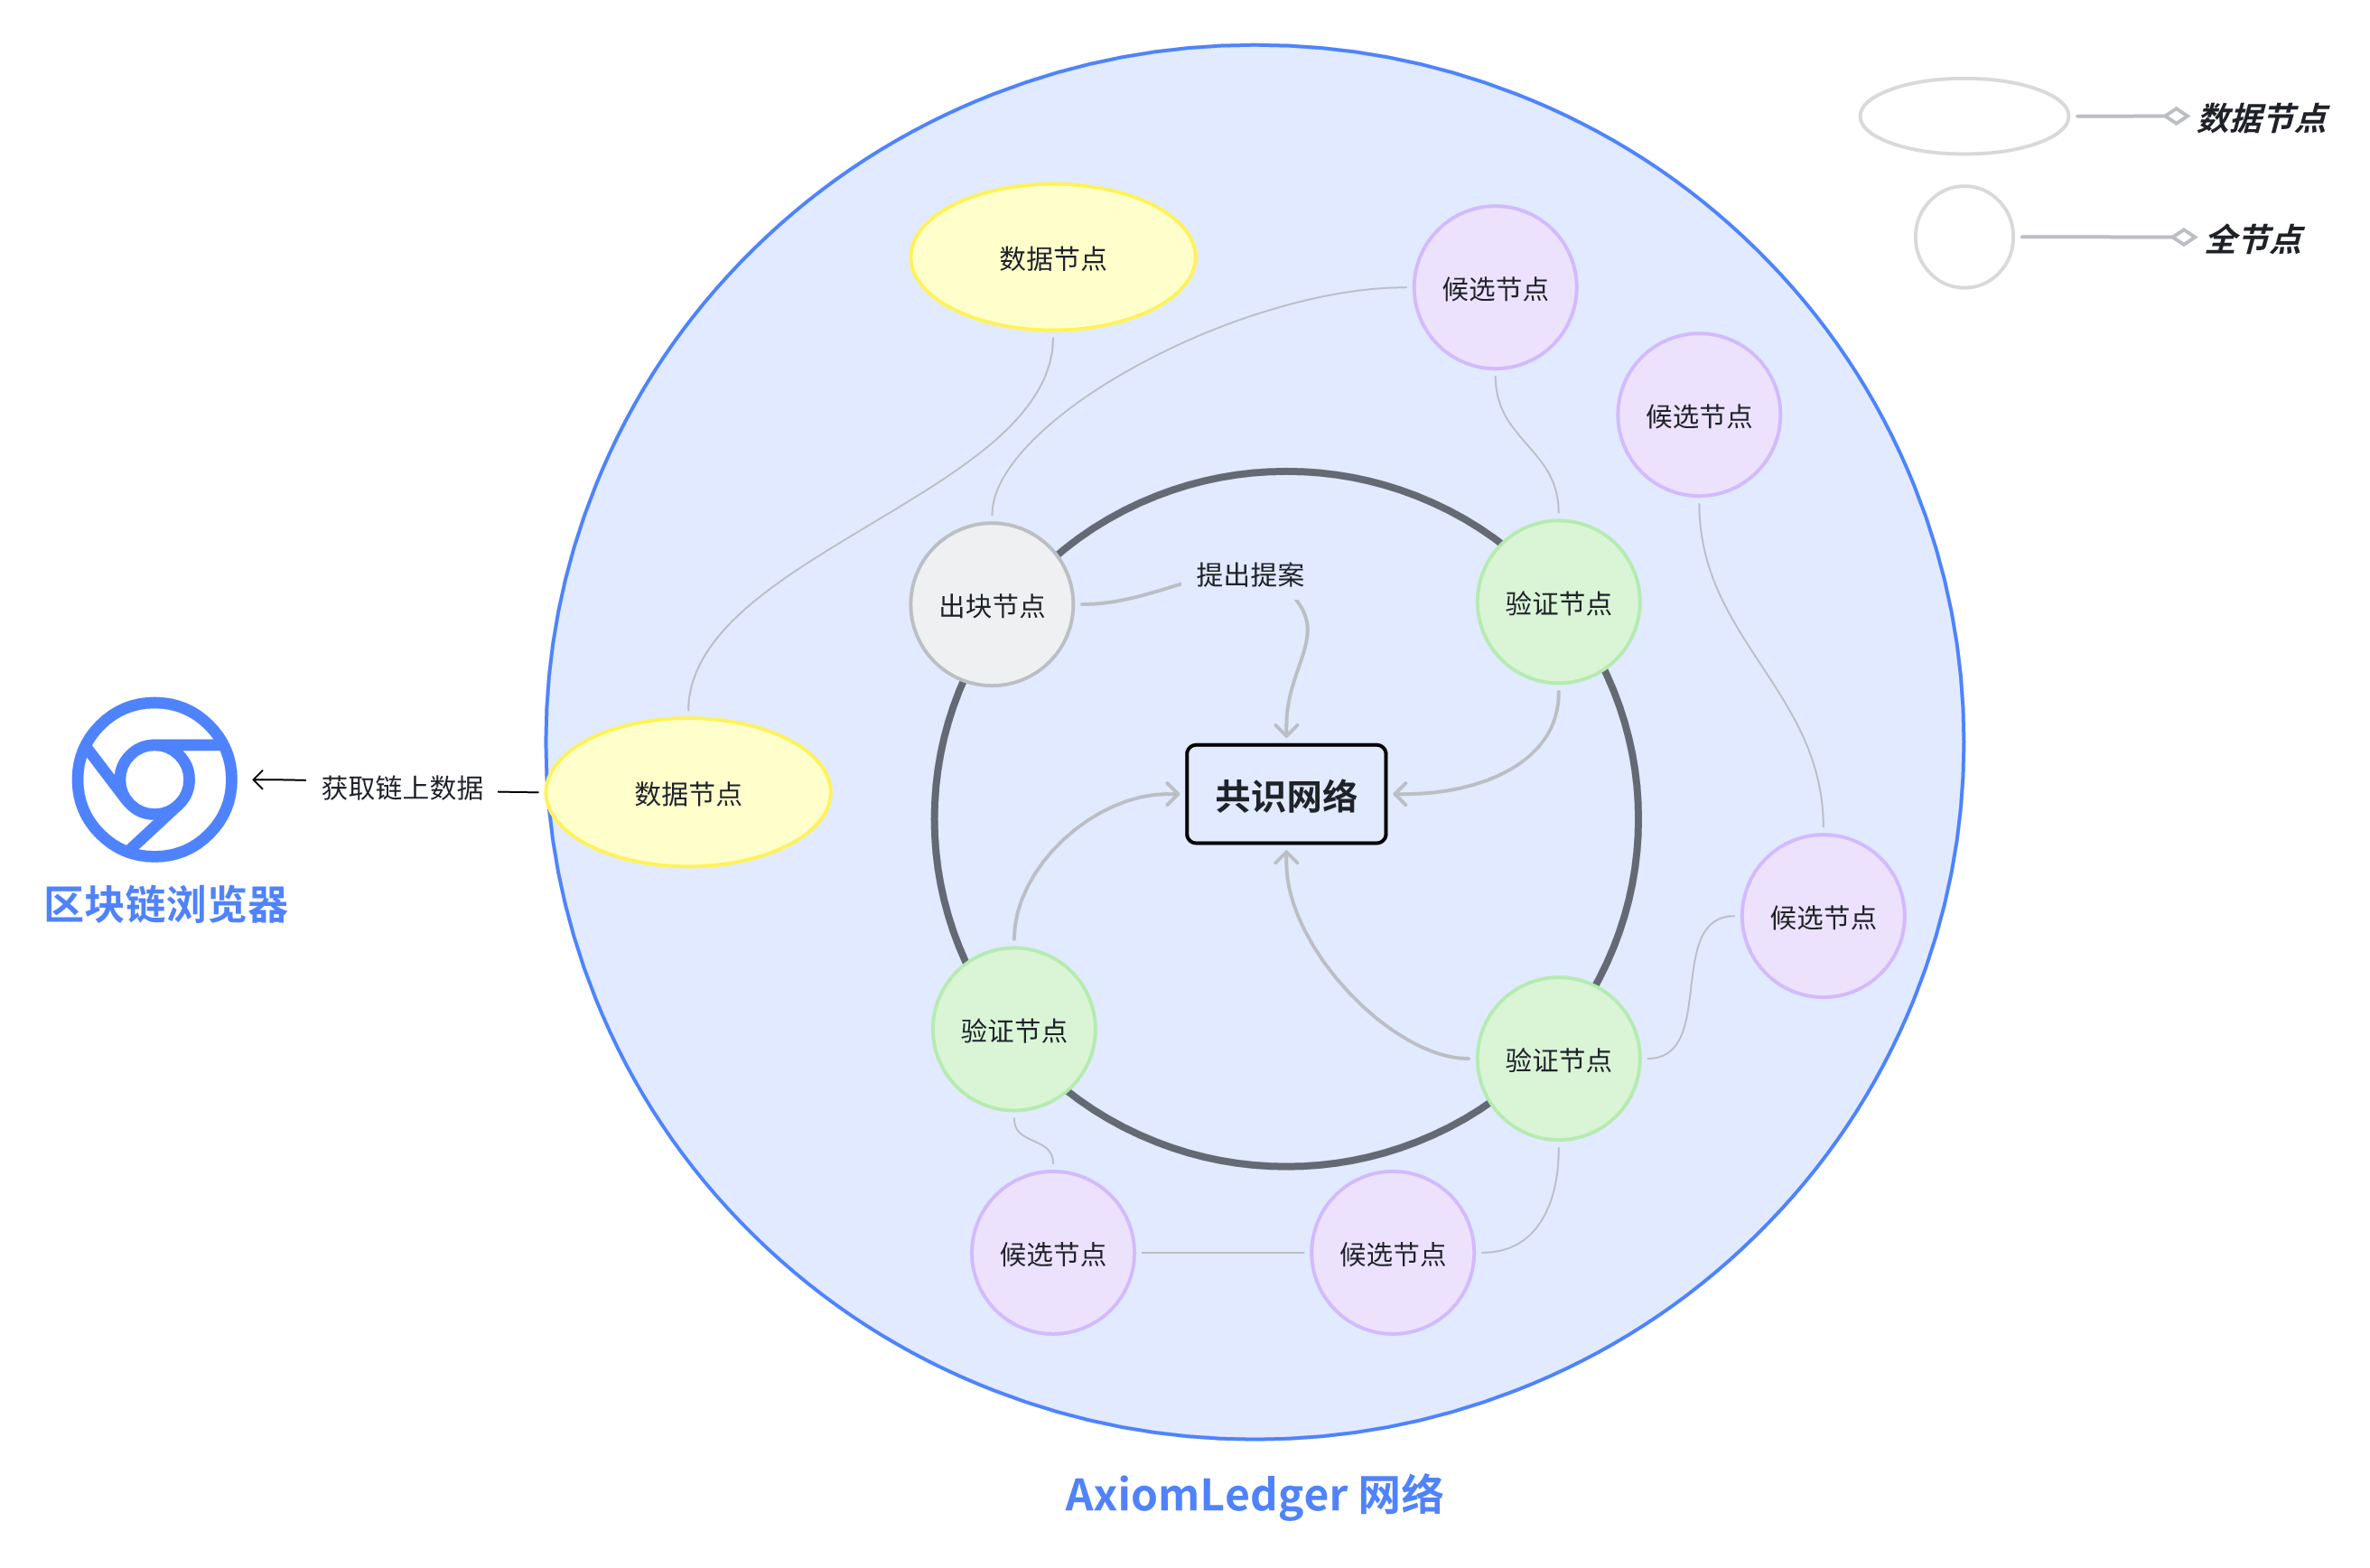 数据节点
全节点
数据节点
候选节点
候选节点
提出提案
出块节点
验证节点
获取链上数据
数据节点
共识网络
区块链浏览器
候选节点
验证节点
验证节点
候选节点
候选节点
AxiomLedger 网络